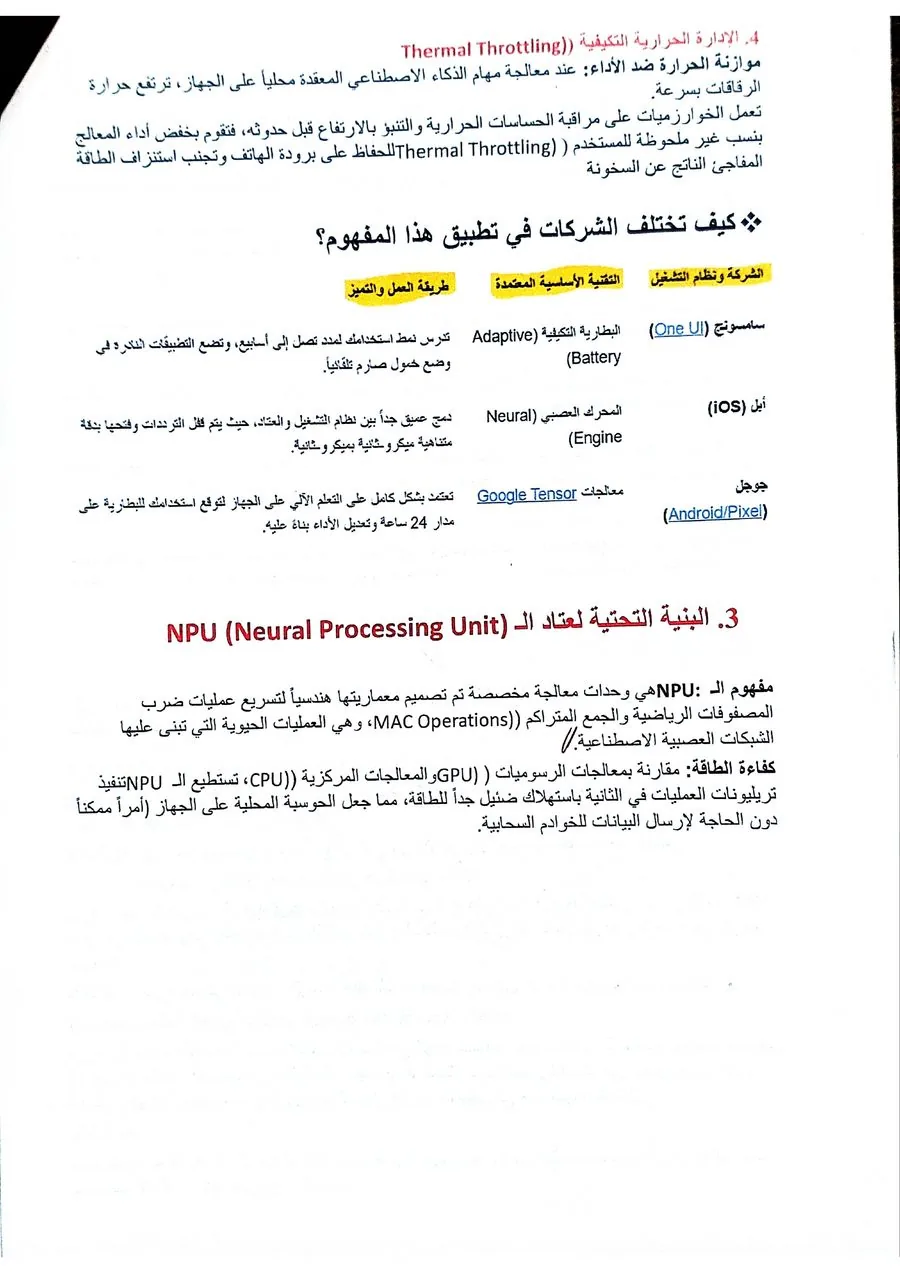 4. الإدارة الحرارية التكيفية ((Thermal Throttling
موازنة الحرارة ضد الأداء: عند معالجة مهام الذكاء الاصطناعي المعقدة محلياً على الجهاز، ترتفع حرارة
الرقاقات بسرعة.
تعمل الخوارزميات على مراقبة الحساسات الحرارية والتنبؤ بالارتفاع قبل حدوثه، فتقوم بخفض أداء المعالج
بنسب غير ملحوظة للمستخدم ( (Thermal Throttlingللحفاظ على برودة الهاتف وتجنب استنزاف الطاقة
المفاجئ الناتج عن السخونة
❖ كيف تختلف الشركات في تطبيق هذا المفهوم؟
الشركة ونظام التشغيل التقنية الأساسية المعتمدة طريقة العمل والتميز
سامسونج (One UI) البطارية التكيفية (Adaptive تدرس نمط استخدامك لمدد تصل إلى أسابيع، وتضع التطبيقات النادرة في
Battery) وضع خمول صارم تلقائياً.
أبل (iOS) المحرك العصبي (Neural دمج عميق جداً بين نظام التشغيل والعتاد، حيث يتم قفل الترددات وفتحها بدقة
Engine) متناهية ميكروثانية بميكروثانية.
جوجل معالجات Google Tensor تعتمد بشكل كامل على التعلم الآلي على الجهاز لتوقع استخدامك للبطارية على
(Android/Pixel) مدار 24 ساعة وتعديل الأداء بناءً عليه.
3. البنية التحتية لعتاد الـ NPU (Neural Processing Unit)
مفهوم الـ :NPUهي وحدات معالجة مخصصة تم تصميم معماريتها هندسياً لتسريع عمليات ضرب
المصفوفات الرياضية والجمع المتراكم ((MAC Operations، وهي العمليات الحيوية التي تبنى عليها
الشبكات العصبية الاصطناعية.
كفاءة الطاقة: مقارنة بمعالجات الرسوميات ( (GPUوالمعالجات المركزية ((CPU، تستطيع الـ NPUتنفيذ
تريليونات العمليات في الثانية باستهلاك ضئيل جداً للطاقة، مما جعل الحوسبة المحلية على الجهاز (أمراً ممكناً
دون الحاجة لإرسال البيانات للخوادم السحابية.